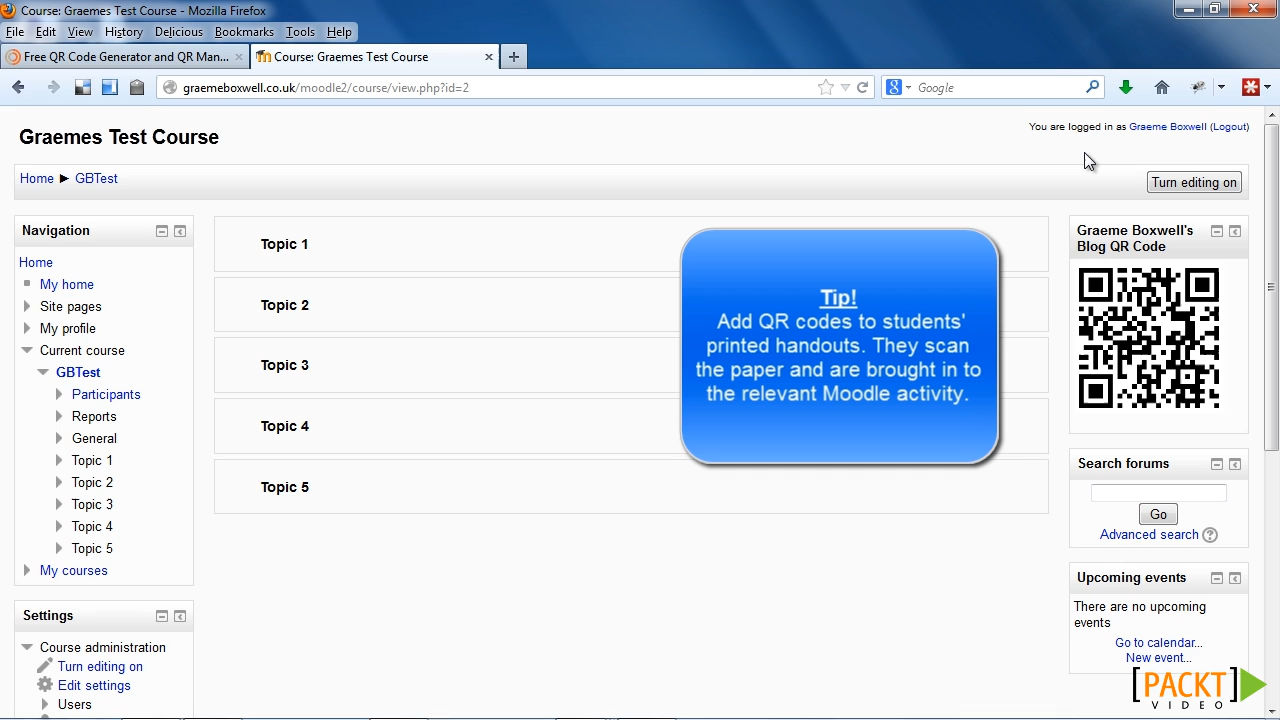 Course: Graemes Test Course - Mozilla Firefox
File Edit View History Delicious Bookmarks Tools Help
Free QR Code Generator and QR Man... Course: Graemes Test Course
graemeboxwell.co.uk/moodle2/course/view.php?id=2
Google
Graemes Test Course
You are logged in as Graeme Boxwell (Logout)
Home ► GBTest
Turn editing on
Navigation
Home
My home
Site pages
My profile
Current course
GBTest
Participants
Reports
General
Topic 1
Topic 2
Topic 3
Topic 4
Topic 5
My courses
Settings
Course administration
Turn editing on
Edit settings
Users
Topic 1
Topic 2
Topic 3
Topic 4
Topic 5
Tip!
Add QR codes to students'
printed handouts. They scan
the paper and are brought in to
the relevant Moodle activity.
Graeme Boxwell's
Blog QR Code
Search forums
Go
Advanced search
Upcoming events
There are no upcoming
events
Go to calendar...
New event...
[PACKT]
VIDEO